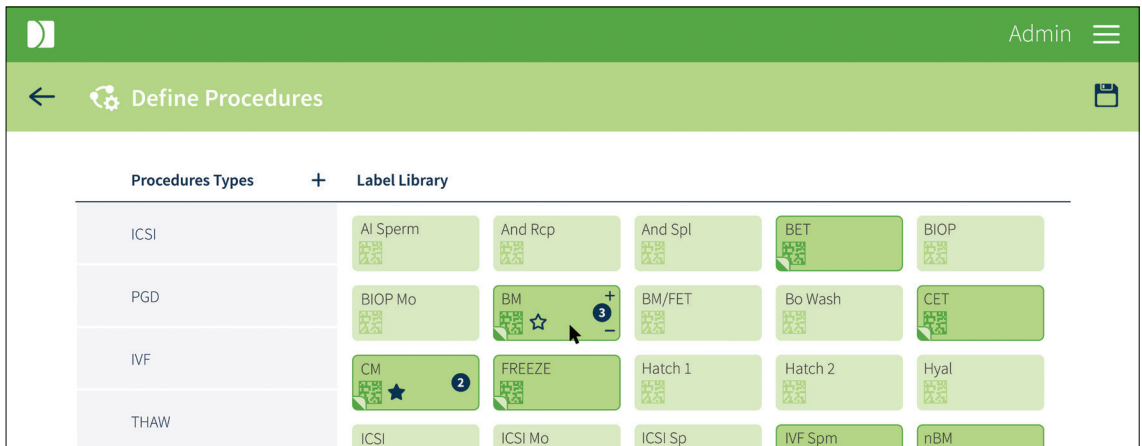 Admin
Define Procedures
Procedures Types + Label Library
ICSI
PGD
IVF
THAW
AI Sperm And Rcp And Spl BET BIOP
BIOP Mo BM + 3 - BM/FET Bo Wash CET
CM 2 FREEZE Hatch 1 Hatch 2 Hyal
ICSI ICSI Mo ICSI Sp IVF Spm nBM